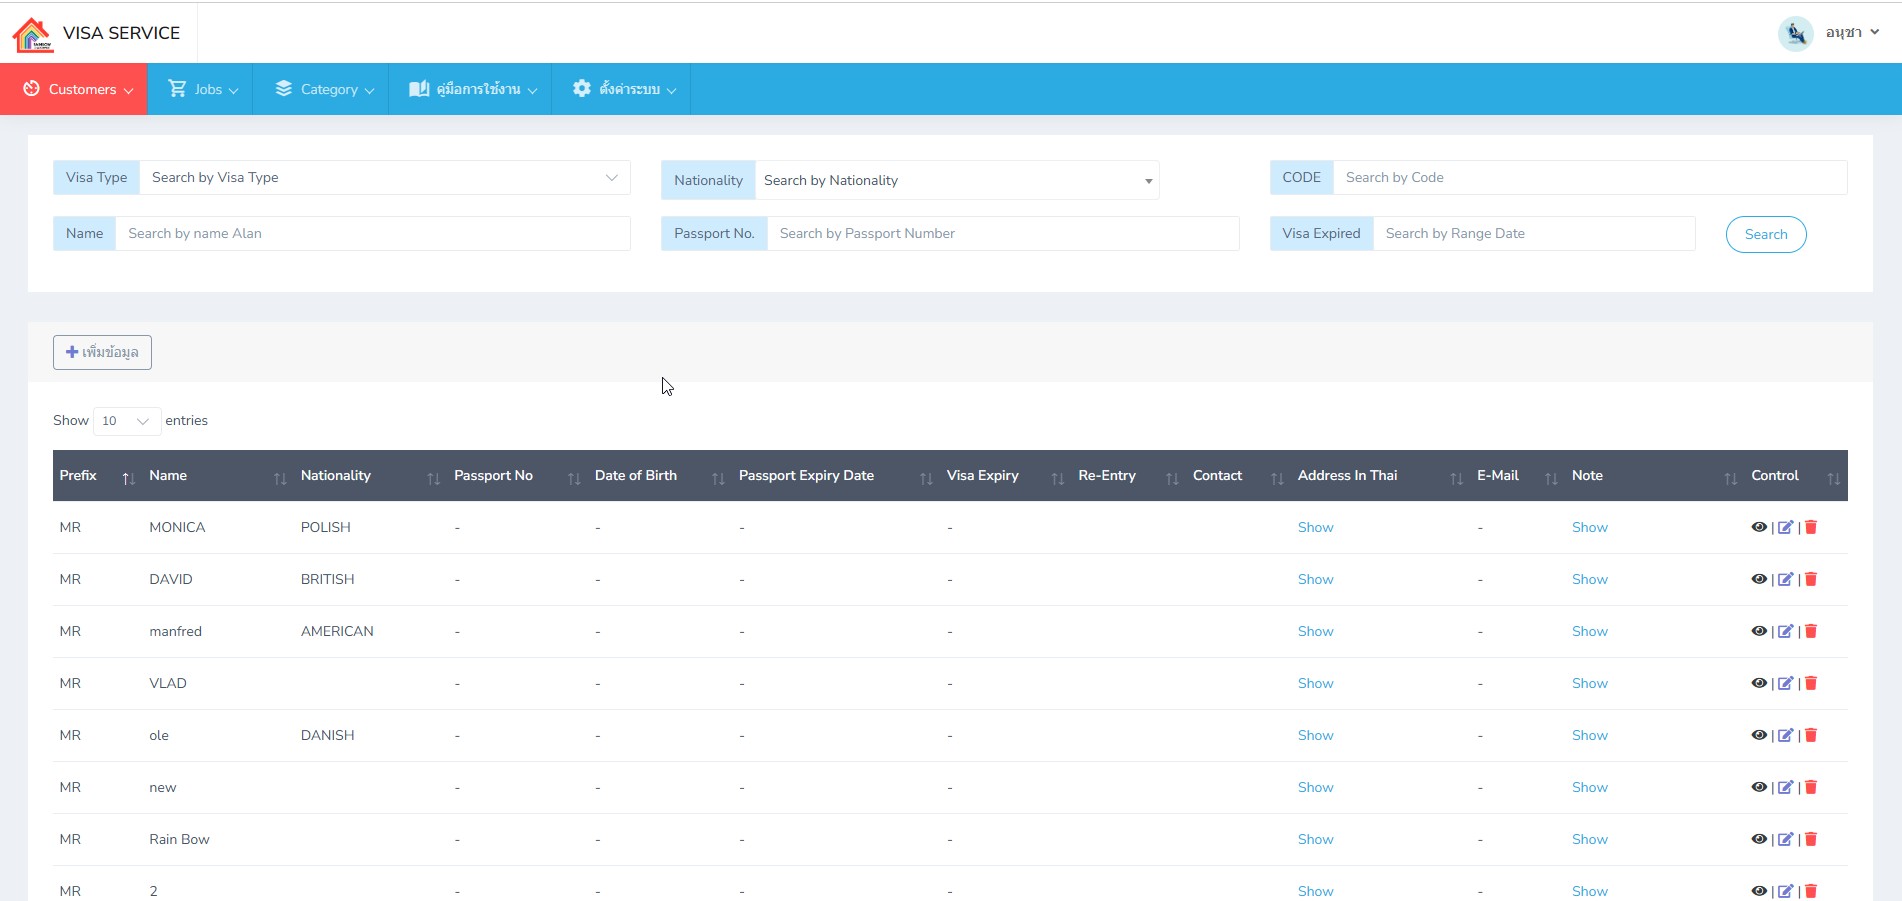 VISA SERVICE
อนุชา
Customers
Jobs
Category
คู่มือการใช้งาน
ตั้งค่าระบบ
Visa Type Search by Visa Type
Nationality Search by Nationality
CODE Search by Code
Name Search by name Alan
Passport No. Search by Passport Number
Visa Expired Search by Range Date
Search
+ เพิ่มข้อมูล
Show 10 entries
Prefix Name Nationality Passport No Date of Birth Passport Expiry Date Visa Expiry Re-Entry Contact Address In Thai E-Mail Note Control
MR MONICA POLISH - - - - Show - Show | |
MR DAVID BRITISH - - - - Show - Show | |
MR manfred AMERICAN - - - - Show - Show | |
MR VLAD - - - - Show - Show | |
MR ole DANISH - - - - Show - Show | |
MR new - - - - Show - Show | |
MR Rain Bow - - - - Show - Show | |
MR 2 - - - - Show - Show | |